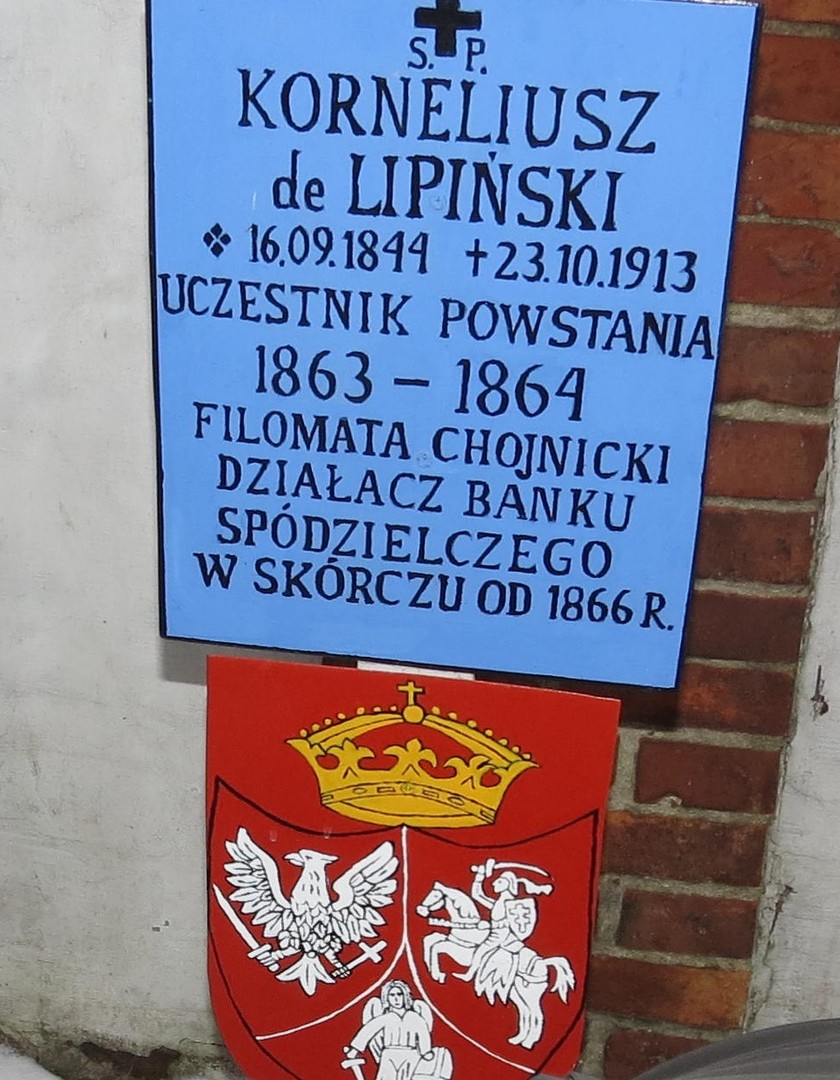 S. P.
KORNELIUSZ
de LIPIŃSKI
16.09.1844 †23.10.1913
UCZESTNIK POWSTANIA
1863 – 1864
FILOMATA CHOJNICKI
DZIAŁACZ BANKU
SPÓDZIELCZEGO
W SKÓRCZU OD 1866 R.